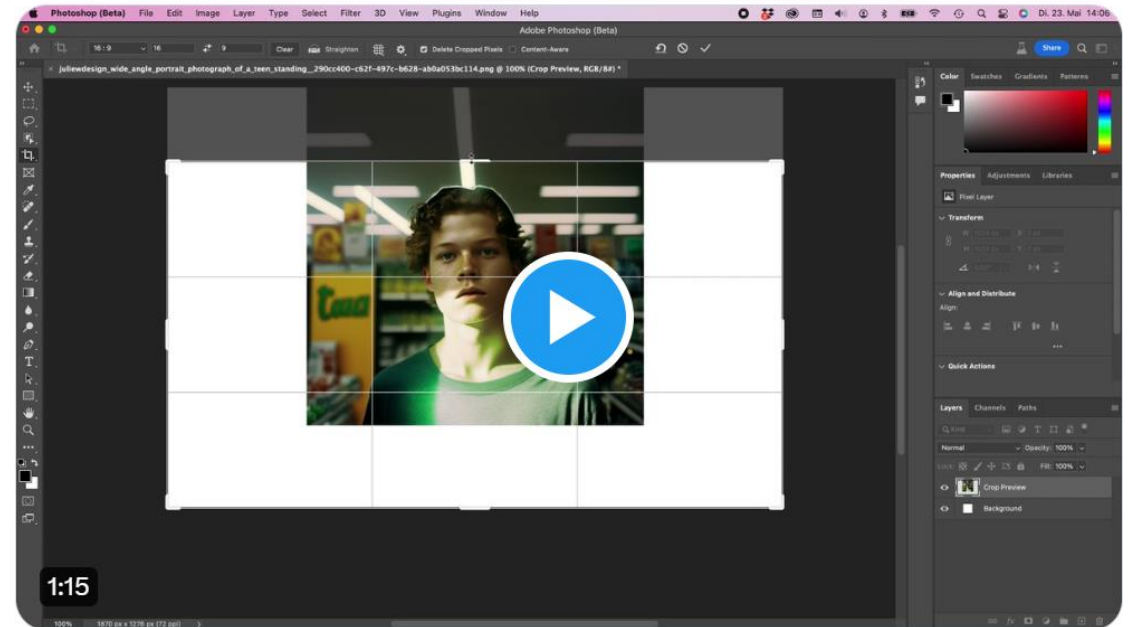 Photoshop (Beta) File Edit Image Layer Type Select Filter 3D View Plugins Window Help Di. 23. Mai 14:06
Adobe Photoshop (Beta)
16 : 9 16 9 Clear Straighten Delete Cropped Pixels Content-Aware Share
× juliewdesign_wide_angle_portrait_photograph_of_a_teen_standing__290cc400-c62f-497c-b628-ab0a053bc114.png @ 100% (Crop Preview, RGB/8#) *
Color Swatches Gradients Patterns
Properties Adjustments Libraries
Pixel Layer
Transform
Align and Distribute
Align:
Quick Actions
Layers Channels Paths
Kind
Normal Opacity: 100%
Lock: Fill: 100%
Crop Preview
Background
1:15
100% 1870 px x 1276 px (72 ppi)